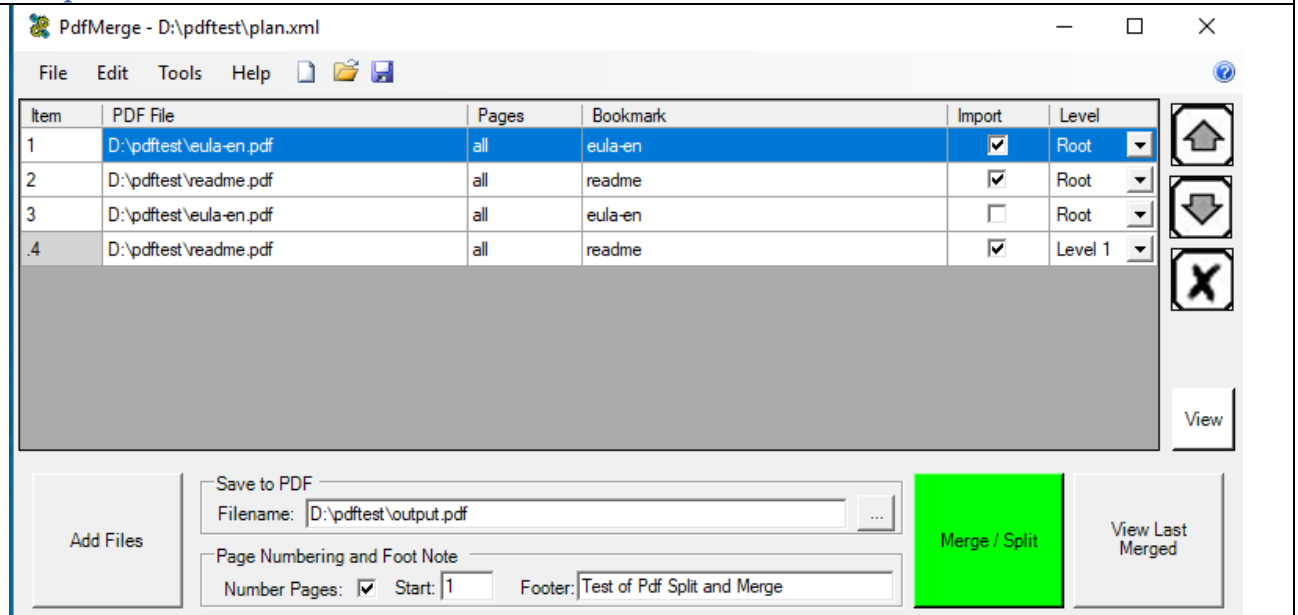 PdfMerge - D:\pdftest\plan.xml
File Edit Tools Help
Item PDF File Pages Bookmark Import Level
1 D:\pdftest\eula-en.pdf all eula-en Root
2 D:\pdftest\readme.pdf all readme Root
3 D:\pdftest\eula-en.pdf all eula-en Root
.4 D:\pdftest\readme.pdf all readme Level 1
View
Add Files
Save to PDF
Filename: D:\pdftest\output.pdf ...
Page Numbering and Foot Note
Number Pages: Start: 1 Footer: Test of Pdf Split and Merge
Merge / Split
View Last
Merged